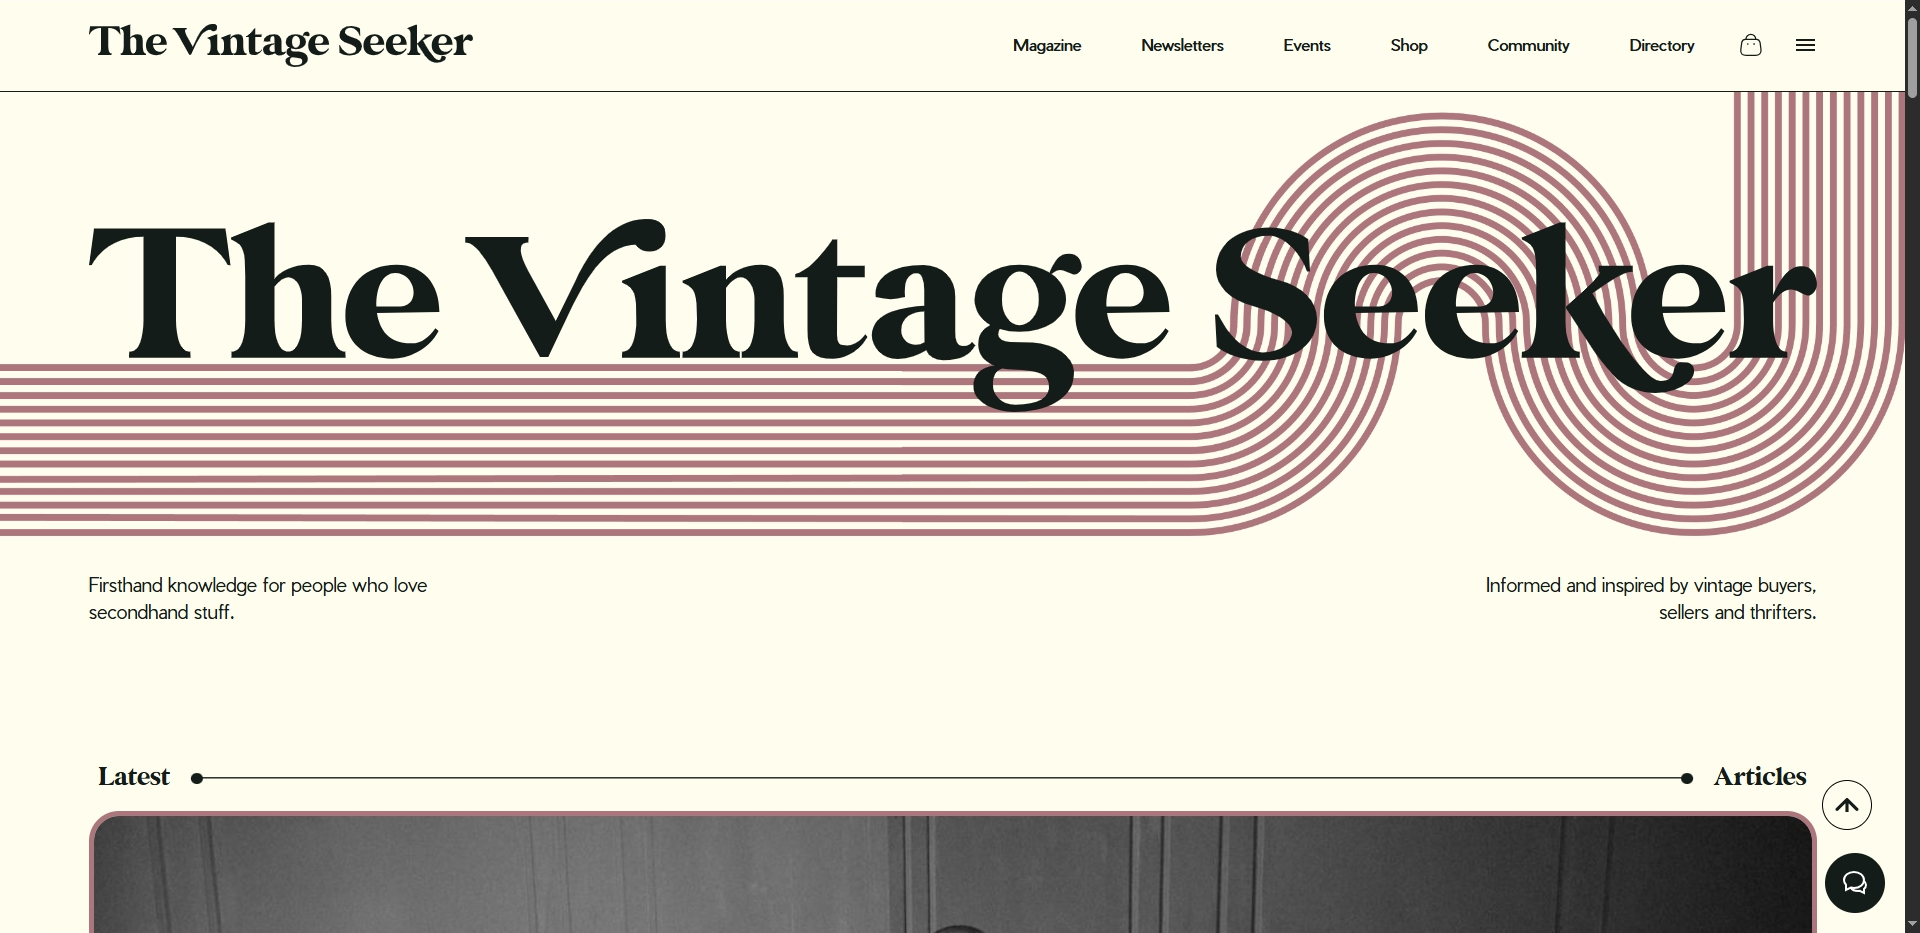 The Vintage Seeker
Magazine Newsletters Events Shop Community Directory
The Vintage Seeker
Firsthand knowledge for people who love
secondhand stuff.
Informed and inspired by vintage buyers,
sellers and thrifters.
Latest Articles